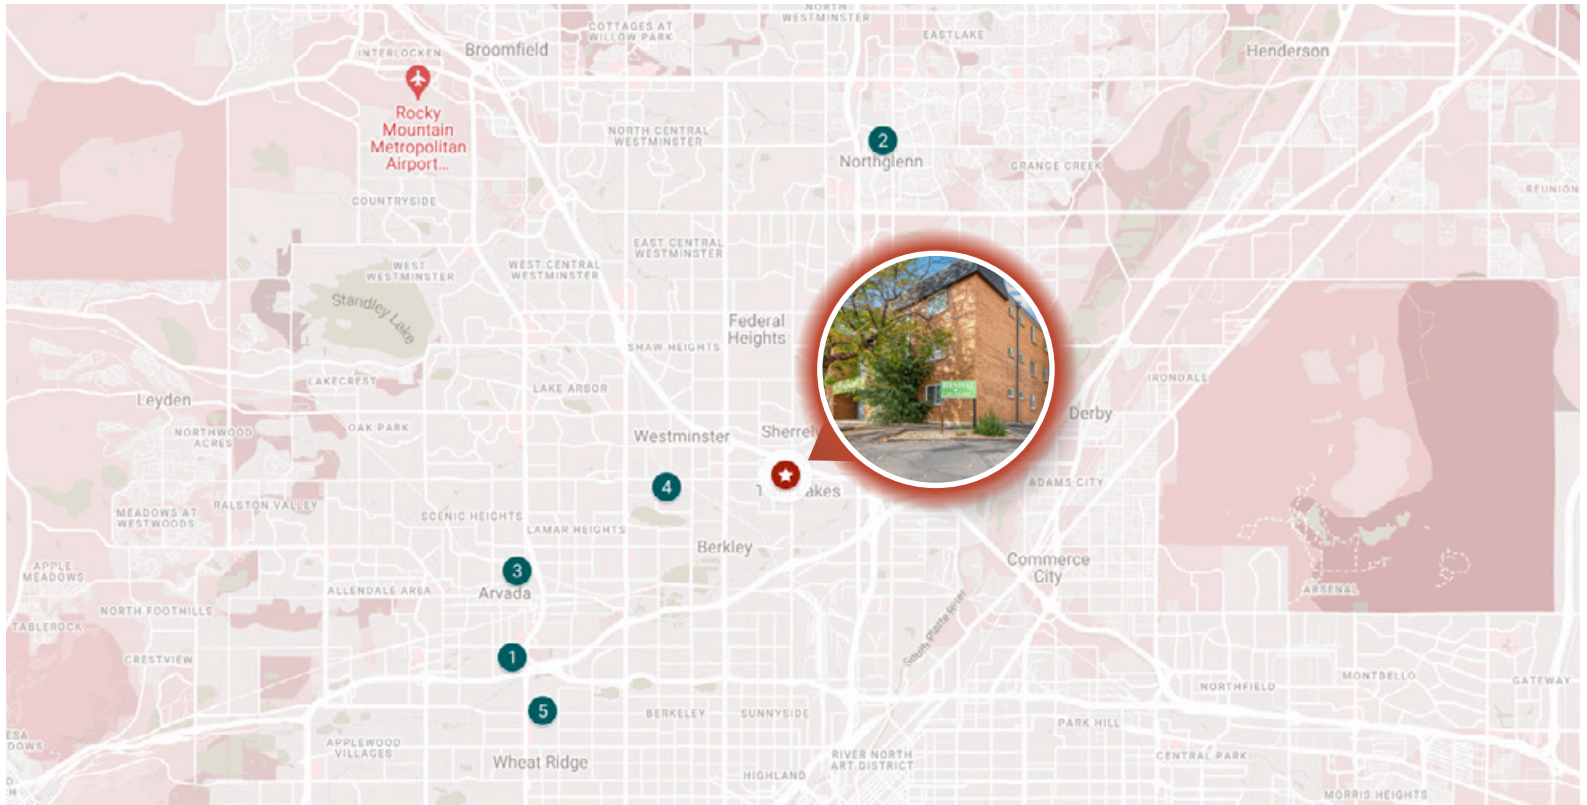 NORTH
WESTMINSTER
COTTAGES AT
WILLOW PARK
EASTLAKE
INTERLOCKEN
Broomfield
Henderson
Rocky
Mountain
Metropolitan
Airport...
NORTH CENTRAL
WESTMINSTER
2
Northglenn
GRANGE CREEK
REUNION
COUNTRYSIDE
EAST CENTRAL
WESTMINSTER
WEST
WESTMINSTER
WEST CENTRAL
WESTMINSTER
Standley Lake
Federal
Heights
SHAW HEIGHTS
LAKECREST
LAKE ARBOR
IRONDALE
Leyden
REVIVAL
Derby
NORTHWOOD
ACRES
OAK PARK
Westminster
Sherrelw
4
Lakes
ADAMS CITY
RALSTON VALLEY
MEADOWS AT
WESTWOODS
SCENIC HEIGHTS
LAMAR HEIGHTS
Berkley
Commerce
City
APPLE
MEADOWS
3
Arvada
ALLENDALE AREA
ARSENAL
NORTH FOOTHILLS
TABLEROCK
South Platte River
CRESTVIEW
1
MONTBELLO
GATEWAY
NORTHFIELD
5
BERKELEY
SUNNYSIDE
PARK HILL
ESA
DOWS
APPLEWOOD
VILLAGES
Wheat Ridge
RIVER NORTH
ART DISTRICT
CENTRAL PARK
HIGHLAND
MORRIS HEIGHTS